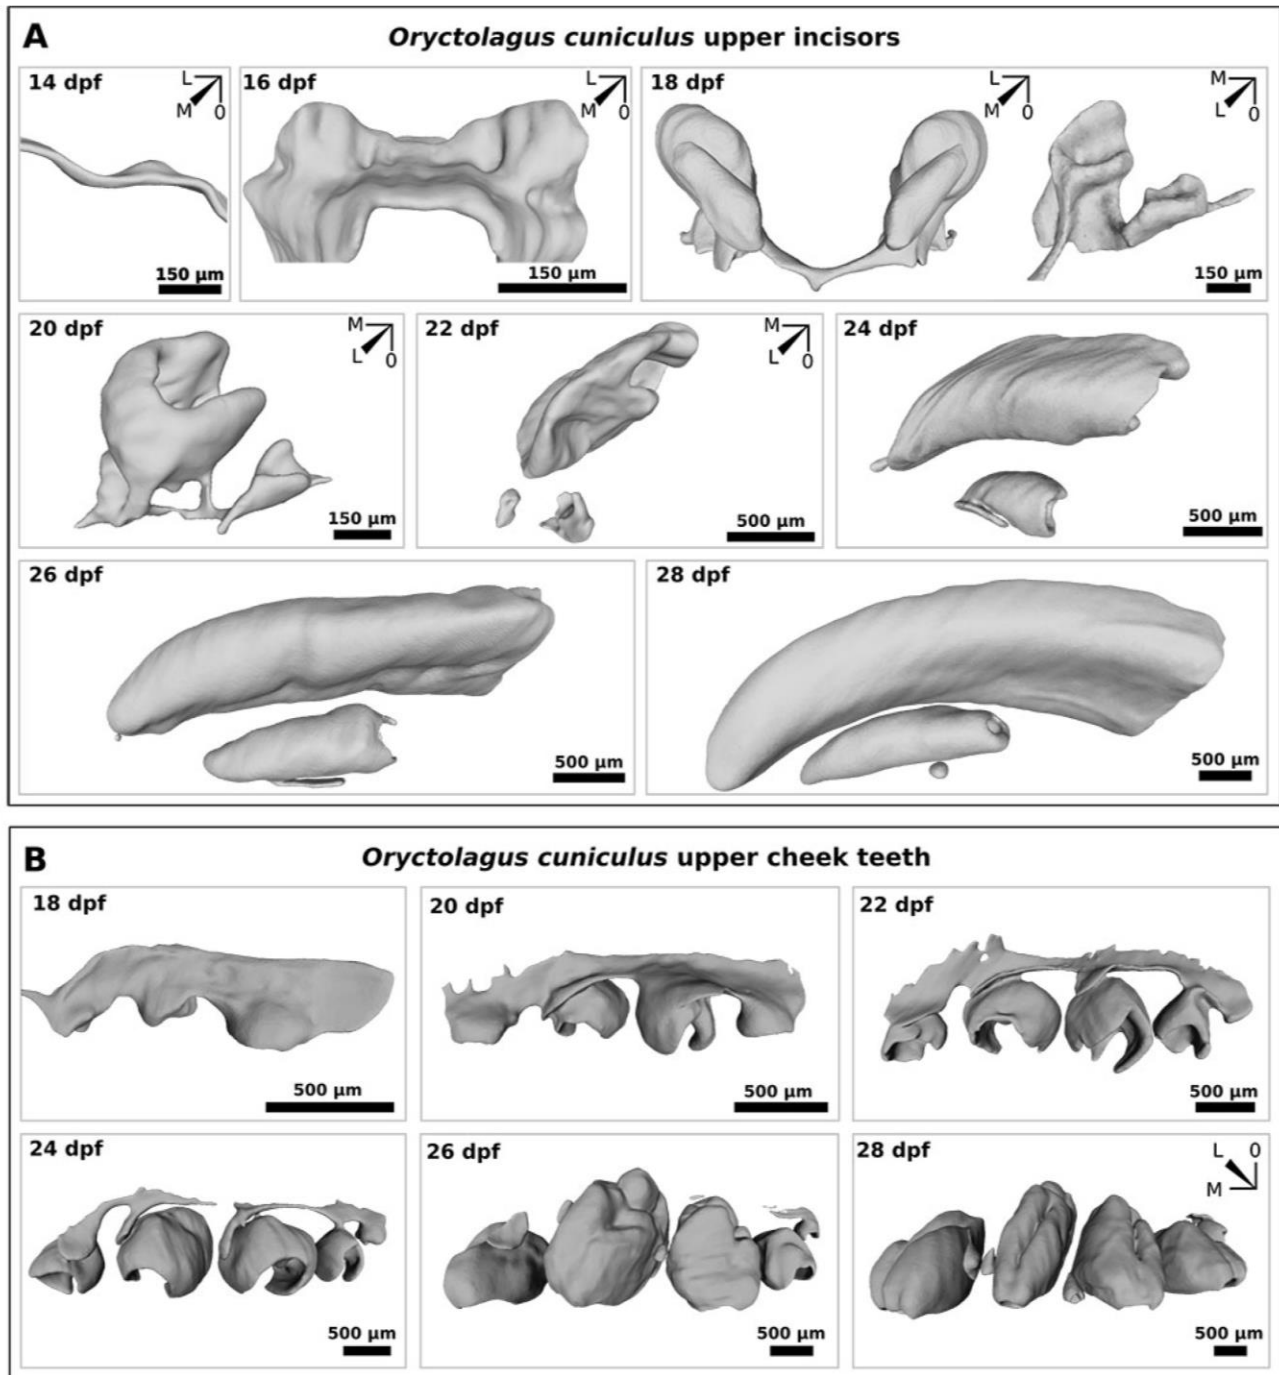 A
Oryctolagus cuniculus upper incisors
14 dpf
L
M
0
150 µm
16 dpf
L
M
0
150 µm
18 dpf
L
M
0
M
L
0
150 µm
20 dpf
M
L
0
150 µm
22 dpf
M
L
0
500 µm
24 dpf
500 µm
26 dpf
500 µm
28 dpf
500 µm
B
Oryctolagus cuniculus upper cheek teeth
18 dpf
500 µm
20 dpf
500 µm
22 dpf
500 µm
24 dpf
500 µm
26 dpf
500 µm
28 dpf
L
0
M
500 µm